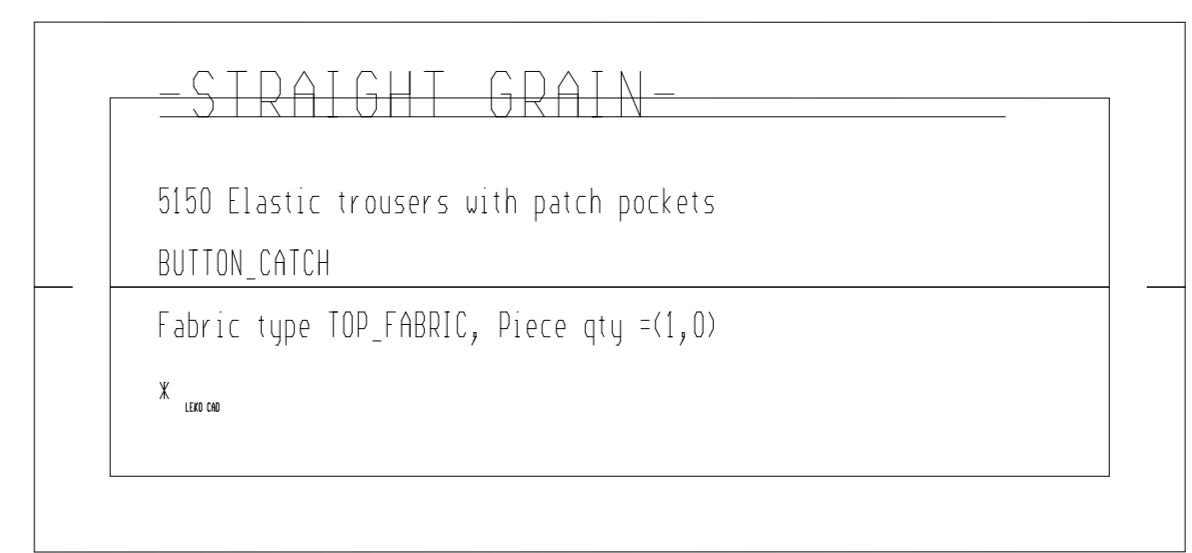 -STRAIGHT GRAIN-
5150 Elastic trousers with patch pockets
BUTTON_CATCH
Fabric type TOP_FABRIC, Piece qty =(1,0)
Ж
LEKO CAD